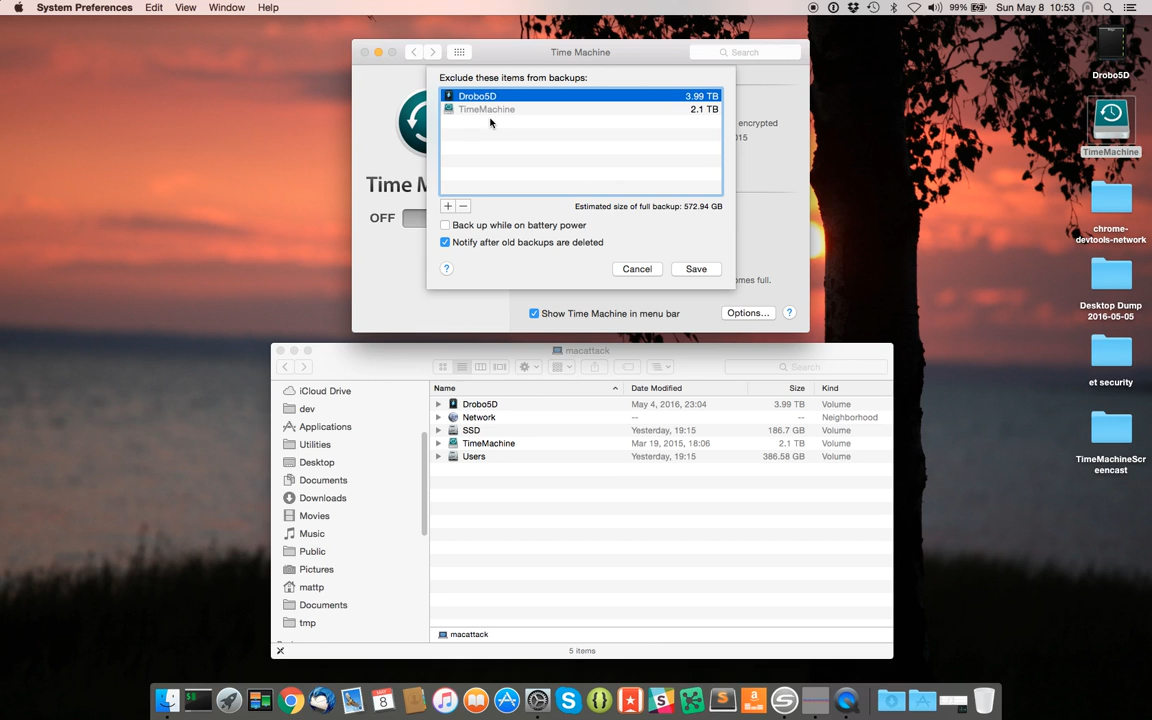 System Preferences Edit View Window Help 99% Sun May 8 10:53
Time Machine Search
Exclude these items from backups:
Drobo5D 3.99 TB
TimeMachine 2.1 TB
encrypted
015
Time M
OFF
+ − Estimated size of full backup: 572.94 GB
Back up while on battery power
Notify after old backups are deleted
? Cancel Save
omes full.
Show Time Machine in menu bar Options... ?
macattack
Search
Name Date Modified Size Kind
Drobo5D May 4, 2016, 23:04 3.99 TB Volume
Network -- -- Neighborhood
SSD Yesterday, 19:15 186.7 GB Volume
TimeMachine Mar 19, 2015, 18:06 2.1 TB Volume
Users Yesterday, 19:15 386.58 GB Volume
iCloud Drive
dev
Applications
Utilities
Desktop
Documents
Downloads
Movies
Music
Public
Pictures
mattp
Documents
tmp
macattack
5 items
Drobo5D
TimeMachine
chrome-
devtools-network
Desktop Dump
2016-05-05
et security
TimeMachineScr
eencast
8